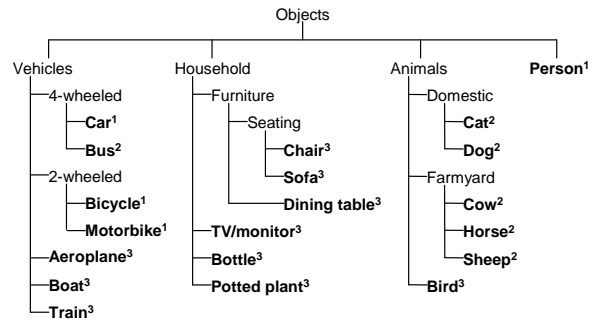 Objects
Vehicles
4-wheeled
Car¹
Bus²
2-wheeled
Bicycle¹
Motorbike¹
Aeroplane³
Boat³
Train³
Household
Furniture
Seating
Chair³
Sofa³
Dining table³
TV/monitor³
Bottle³
Potted plant³
Animals
Domestic
Cat²
Dog²
Farmyard
Cow²
Horse²
Sheep²
Bird³
Person¹